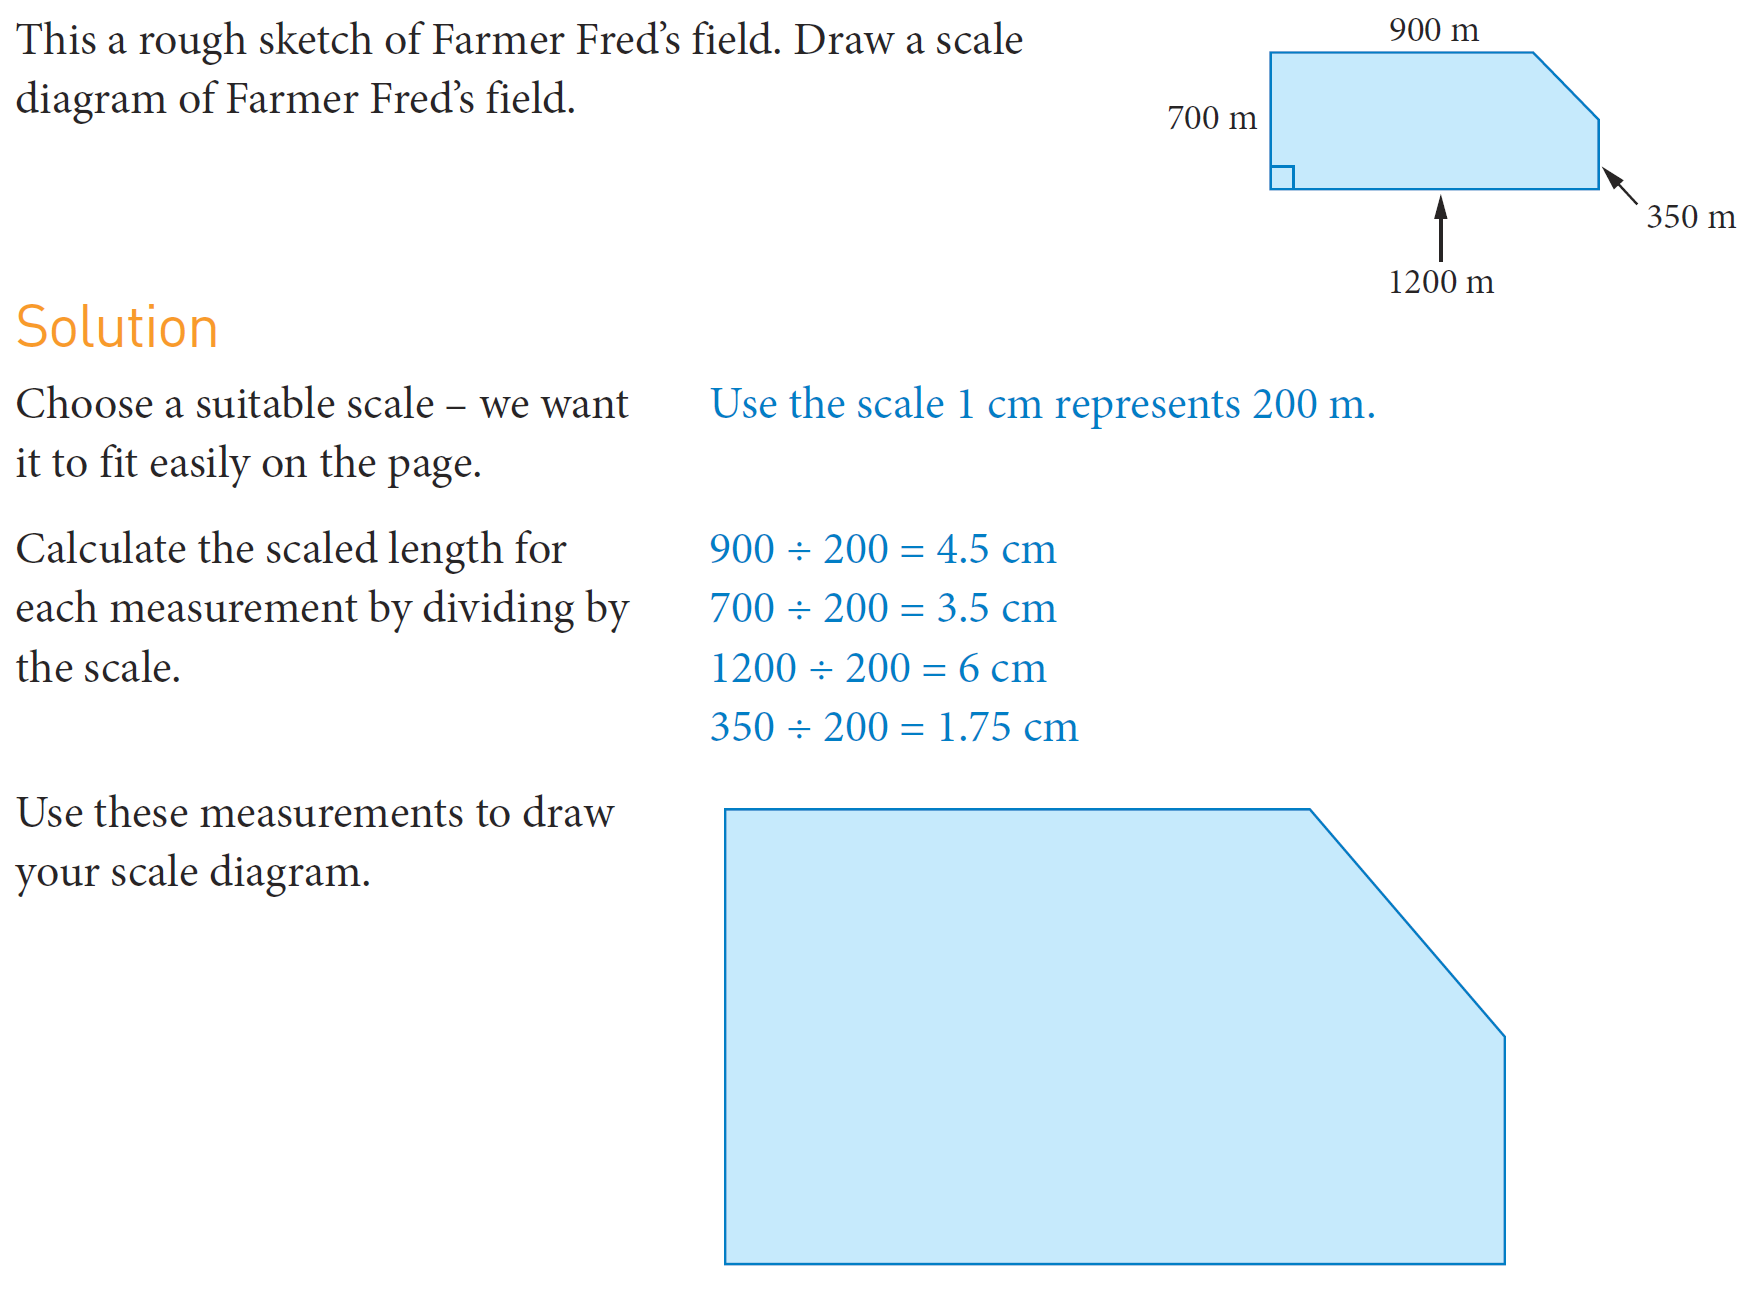 This a rough sketch of Farmer Fred’s field. Draw a scale
diagram of Farmer Fred’s field.
900 m
700 m
350 m
1200 m
Solution
Choose a suitable scale – we want
it to fit easily on the page.
Use the scale 1 cm represents 200 m.
Calculate the scaled length for
each measurement by dividing by
the scale.
900 ÷ 200 = 4.5 cm
700 ÷ 200 = 3.5 cm
1200 ÷ 200 = 6 cm
350 ÷ 200 = 1.75 cm
Use these measurements to draw
your scale diagram.